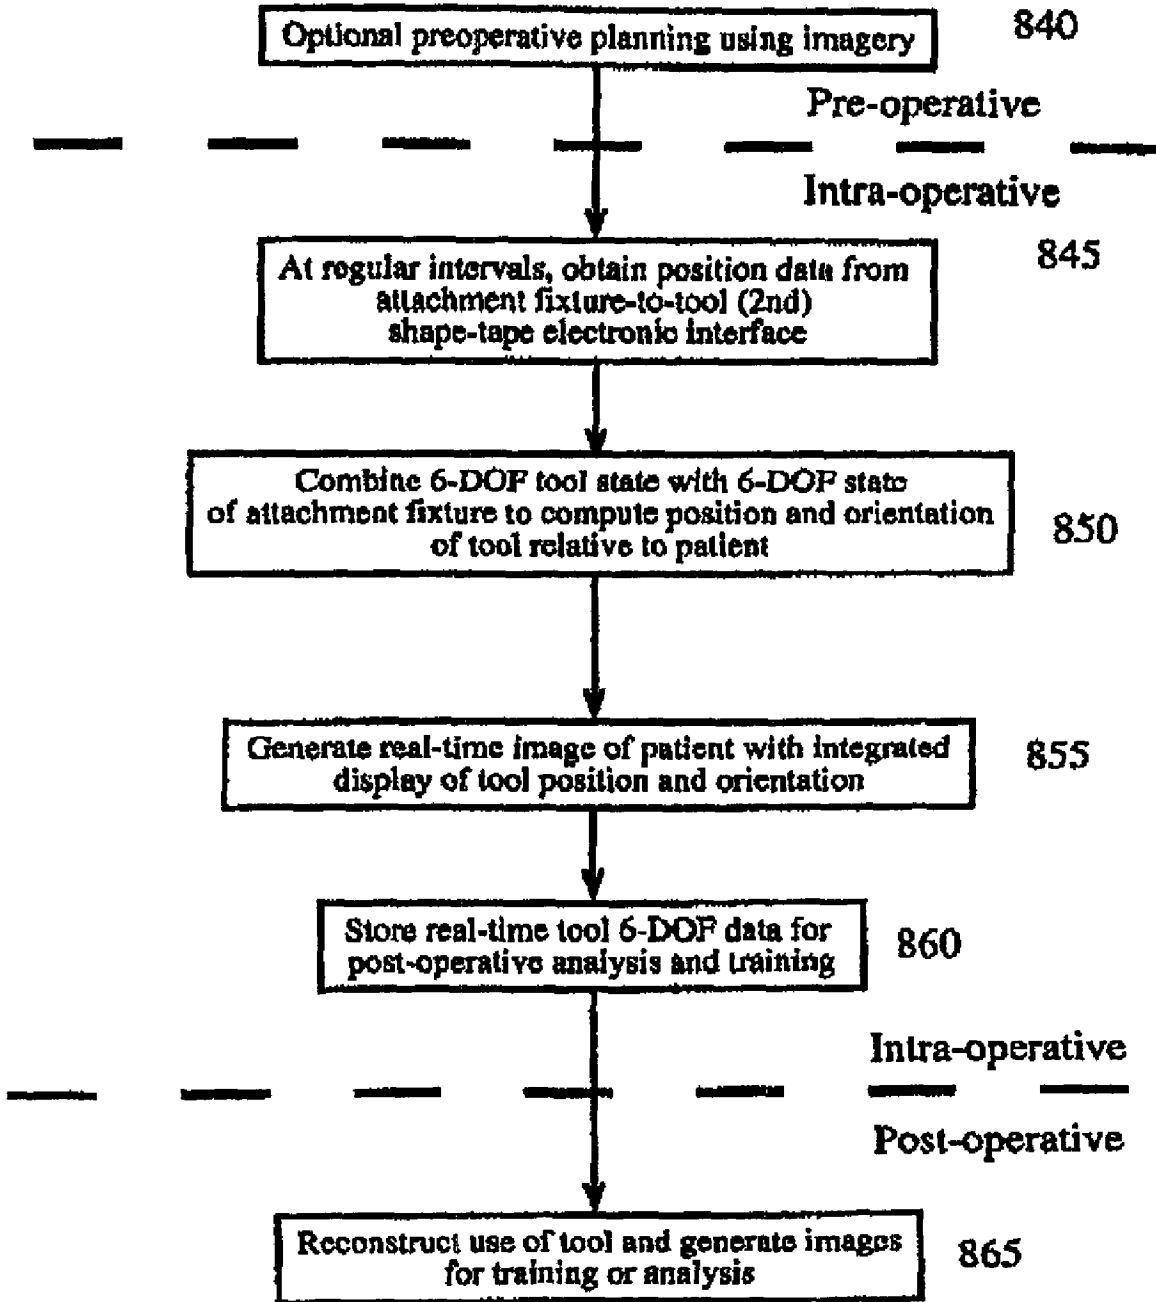 Optional preoperative planning using imagery
840
Pre-operative
Intra-operative
845
At regular intervals, obtain position data from
attachment fixture-to-tool (2nd)
shape-tape electronic interface
Combine 6-DOF tool state with 6-DOF state
of attachment fixture to compute position and orientation
of tool relative to patient
850
Generate real-time image of patient with integrated
display of tool position and orientation
855
Store real-time tool 6-DOF data for
post-operative analysis and training
860
Intra-operative
Post-operative
Reconstruct use of tool and generate images
for training or analysis
865